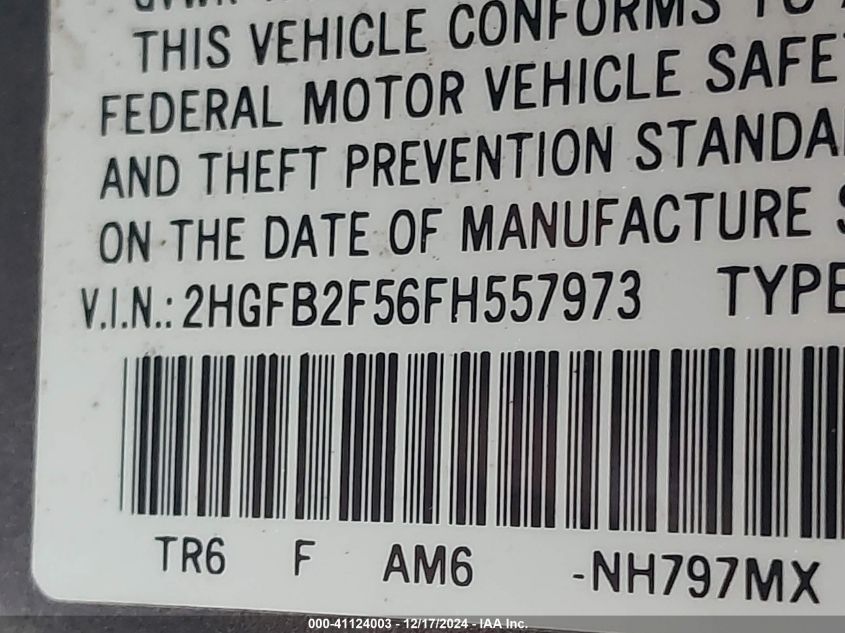 THIS VEHICLE CONFORMS TO
FEDERAL MOTOR VEHICLE SAFE
AND THEFT PREVENTION STANDA
ON THE DATE OF MANUFACTURE S
V.I.N.: 2HGFB2F56FH557973 TYPE
TR6 F AM6 -NH797MX
000-41124003 - 12/17/2024 - IAA Inc.